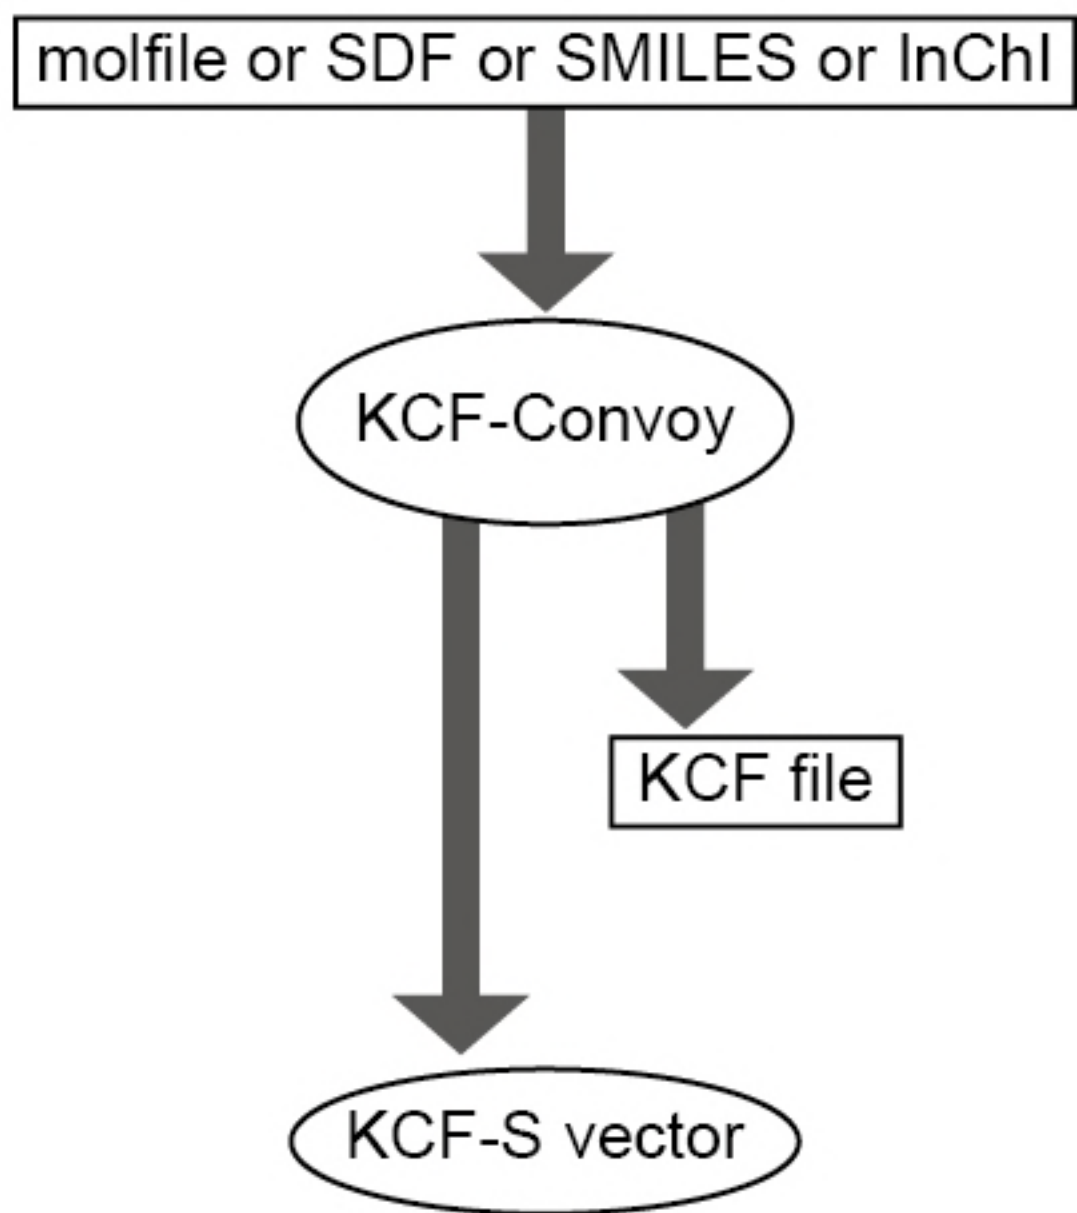 molfile or SDF or SMILES or InChI
KCF-Convoy
KCF file
KCF-S vector